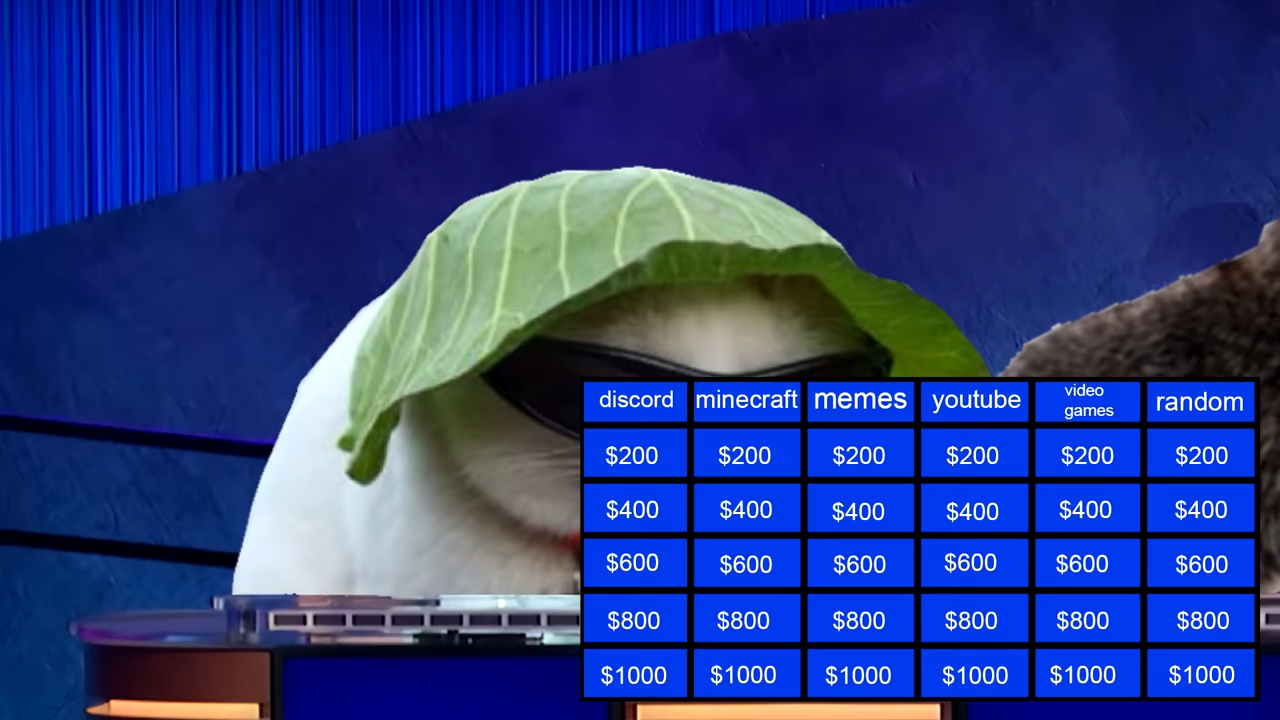 discord minecraft memes youtube video games random
$200 $200 $200 $200 $200 $200
$400 $400 $400 $400 $400 $400
$600 $600 $600 $600 $600 $600
$800 $800 $800 $800 $800 $800
$1000 $1000 $1000 $1000 $1000 $1000